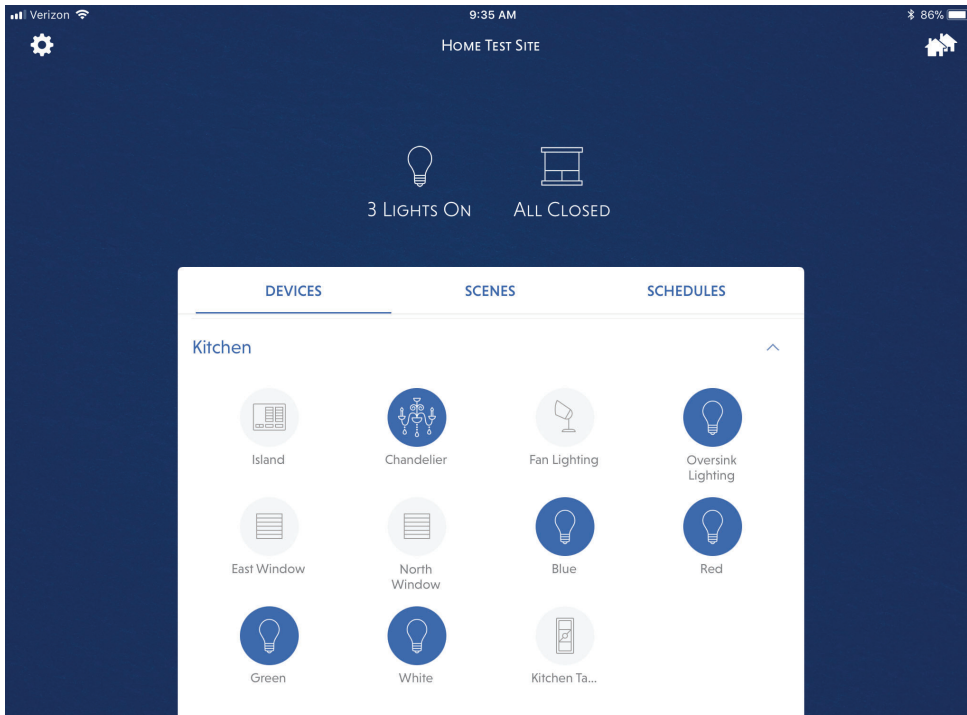 Verizon 9:35 AM 86%
Home Test Site
3 Lights On All Closed
DEVICES SCENES SCHEDULES
Kitchen
Island Chandelier Fan Lighting Oversink Lighting
East Window North Window Blue Red
Green White Kitchen Ta...